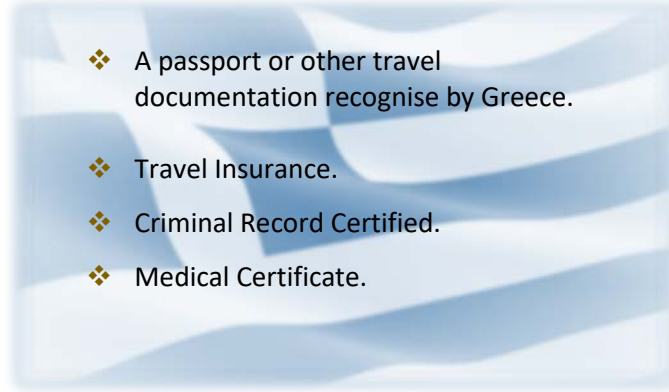 ❖ A passport or other travel
documentation recognise by Greece.
❖ Travel Insurance.
❖ Criminal Record Certified.
❖ Medical Certificate.